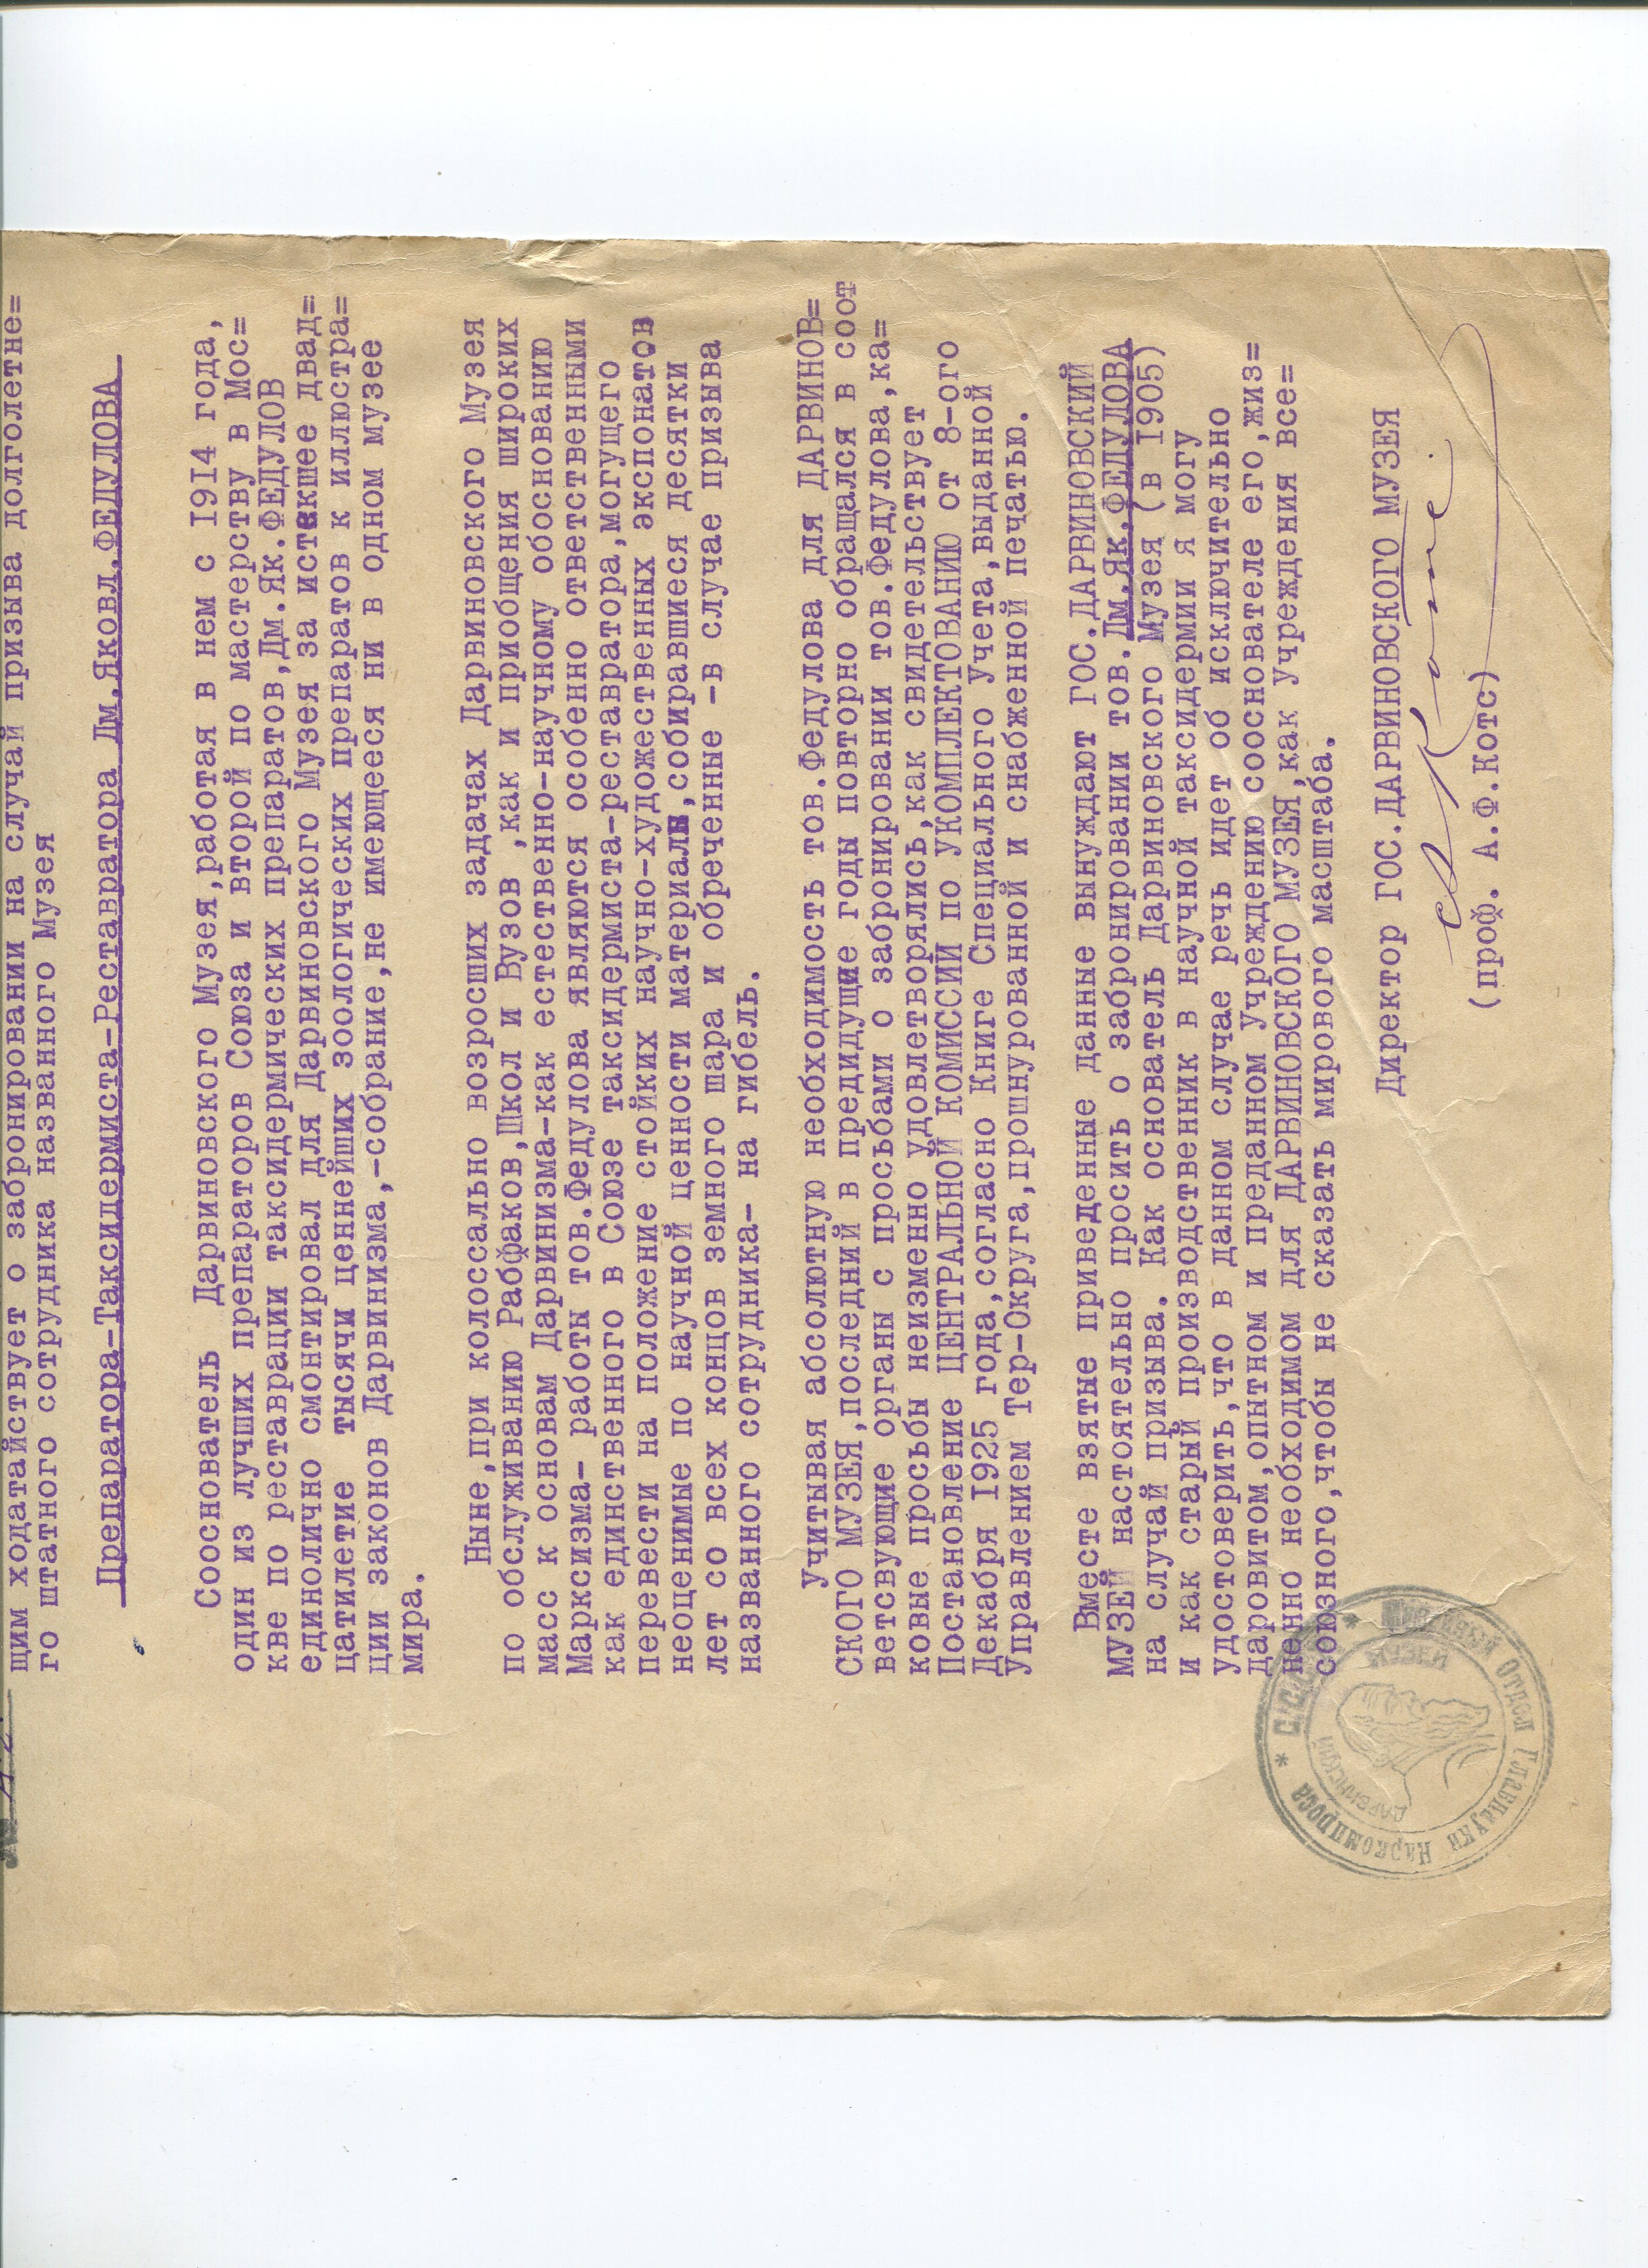 щим ходатайствует о забронировании на случай призыва долголетне=
го штатного сотрудника названного Музея
Препаратора-Таксидермиста-Реставратора Дм.Яковл.ФЕДУЛОВА
Сооснователь Дарвиновского Музея,работая в нем с I9I4 года,
один из лучших препараторов Союза и второй по мастерству в Мос=
кве по реставрации таксидермических препаратов,Дм.Як.ФЕДУЛОВ
единолично смонтировал для Дарвиновского Музея за истекшее двад=
цатилетие тысячи ценнейших зоологических препаратов к иллюстра=
ции законов Дарвинизма,-собрание,не имеющееся ни в одном музее
мира.
Ныне,при колоссально возросших задачах Дарвиновского Музея
по обслуживанию Рабфаков,Школ и Вузов ,как и приобщения широких
масс к основам Дарвинизма-как естественно-научному обоснованию
Марксизма- работы тов.Федулова являются особенно ответственными
как единственного в Союзе таксидермиста-реставратора,могущего
перевести на положение стойких научно-художественных экспонатов
неоценимые по научной ценности материалы,собиравшиеся десятки
лет со всех концов земного шара и обреченные -в случае призыва
названного сотрудника- на гибель.
Учитывая абсолютную необходимость тов.Федулова для ДАРВИНОВ=
СКОГО МУЗЕЯ,последний в предидущие годы повторно обращался в соот
ветсвующие органы с просьбами о забронировании тов.Федулова,ка=
ковые просьбы неизменно удовлетворялись,как свидетельствует
Постановление ЦЕНТРАЛЬНОЙ КОМИССИИ по УКОМПЛЕКТОВАНИЮ от 8-ого
Декабря I925 года,согласно Книге Специального Учета,выданной
Управлением Тер-Округа,прошнурованной и снабженной печатью.
Вместе взятые приведенные данные вынуждают ГОС.ДАРВИНОВСКИЙ
МУЗЕЙ настоятельно просить о забронировании тов.Дм.Як.ФЕДУЛОВА
на случай призыва. Как основатель Дарвиновского Музея (в I905)
и как старый производственник в научной таксидермии я могу
удостоверить,что в данном случае речь идет об исключительно
даровитом,опытном и преданном Учреждению сооснователе его,жиз=
ненно необходимом для ДАРВИНОВСКОГО МУЗЕЯ,как учреждения все=
союзного,чтобы не сказать мирового масштаба.
Директор ГОС.ДАРВИНОВСКОГО МУЗЕЯ
А Котс
(проф. А.Ф.Котс)
Отдел Главнауки Наркомпроса
ДАРВИНОВСКИЙ
МУЗЕЙ